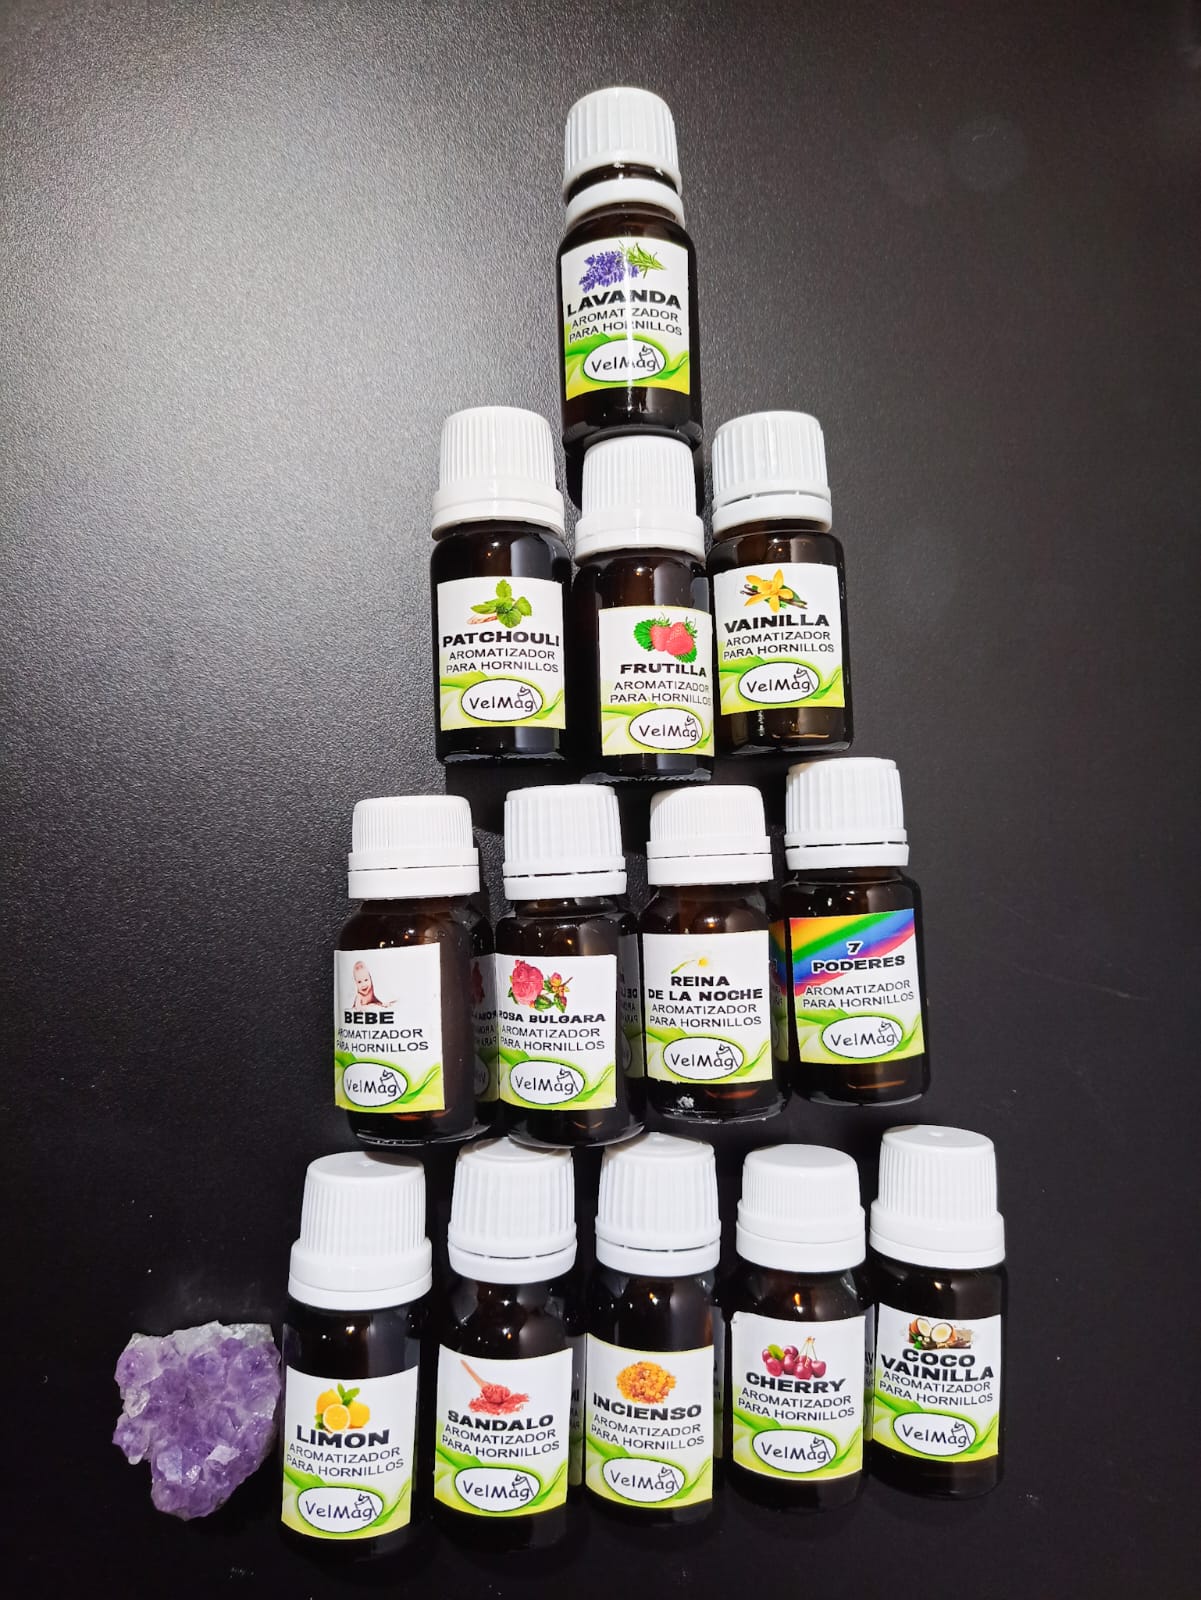 LAVANDA
AROMATIZADOR
PARA HORNILLOS
VelMag
PATCHOULI
AROMATIZADOR
PARA HORNILLOS
VelMag
FRUTILLA
AROMATIZADOR
PARA HORNILLOS
VelMag
VAINILLA
AROMATIZADOR
PARA HORNILLOS
VelMag
BEBE
AROMATIZADOR
PARA HORNILLOS
VelMag
ROSA BULGARA
AROMATIZADOR
PARA HORNILLOS
VelMag
REINA
DE LA NOCHE
AROMATIZADOR
PARA HORNILLOS
VelMag
7
PODERES
AROMATIZADOR
PARA HORNILLOS
VelMag
LIMON
AROMATIZADOR
PARA HORNILLOS
VelMag
SANDALO
AROMATIZADOR
PARA HORNILLOS
VelMag
INCIENSO
AROMATIZADOR
PARA HORNILLOS
VelMag
CHERRY
AROMATIZADOR
PARA HORNILLOS
VelMag
COCO
VAINILLA
AROMATIZADOR
PARA HORNILLOS
VelMag